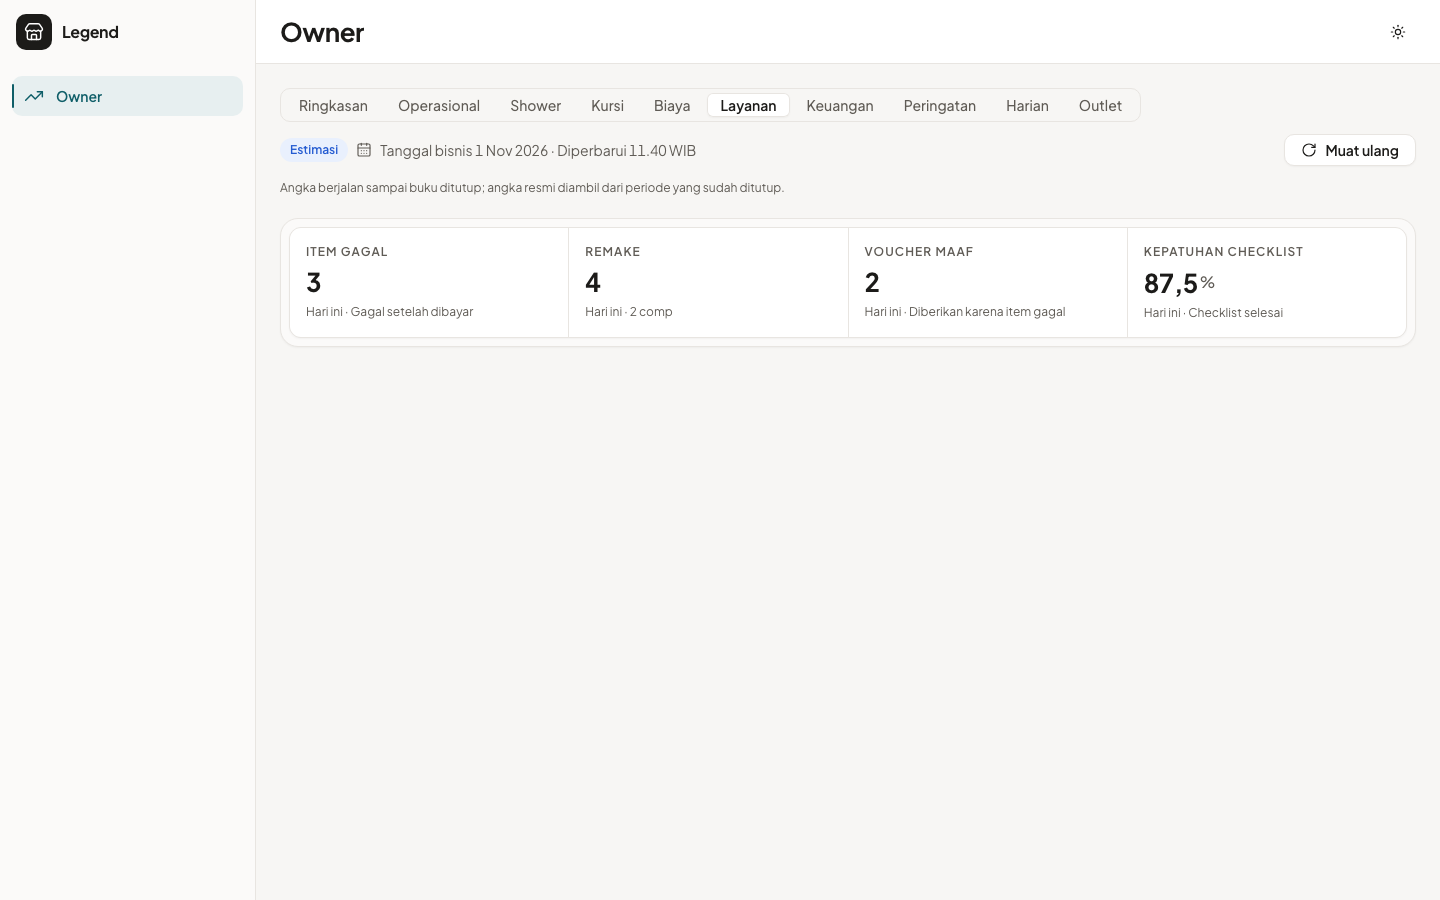 Legend
Owner
Owner
Ringkasan Operasional Shower Kursi Biaya Layanan Keuangan Peringatan Harian Outlet
Estimasi Tanggal bisnis 1 Nov 2026 · Diperbarui 11.40 WIB
Muat ulang
Angka berjalan sampai buku ditutup; angka resmi diambil dari periode yang sudah ditutup.
ITEM GAGAL
3
Hari ini · Gagal setelah dibayar
REMAKE
4
Hari ini · 2 comp
VOUCHER MAAF
2
Hari ini · Diberikan karena item gagal
KEPATUHAN CHECKLIST
87,5%
Hari ini · Checklist selesai